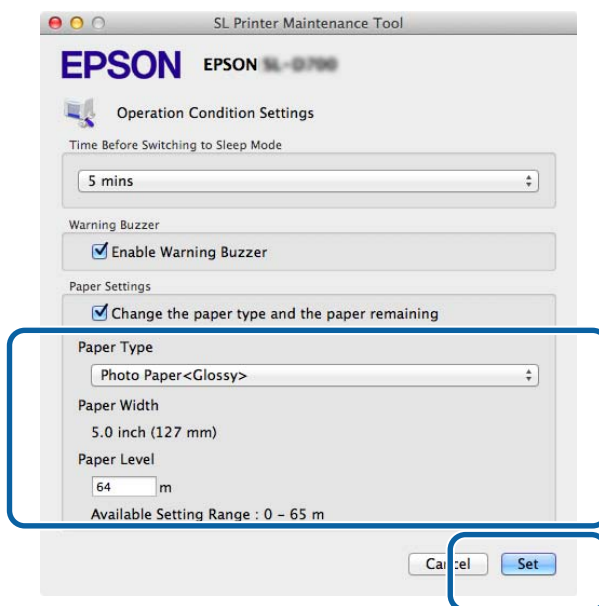 SL Printer Maintenance Tool
EPSON EPSON
Operation Condition Settings
Time Before Switching to Sleep Mode
5 mins
Warning Buzzer
Enable Warning Buzzer
Paper Settings
Change the paper type and the paper remaining
Paper Type
Photo Paper<Glossy>
Paper Width
5.0 inch (127 mm)
Paper Level
64 m
Available Setting Range : 0 – 65 m
Cancel Set